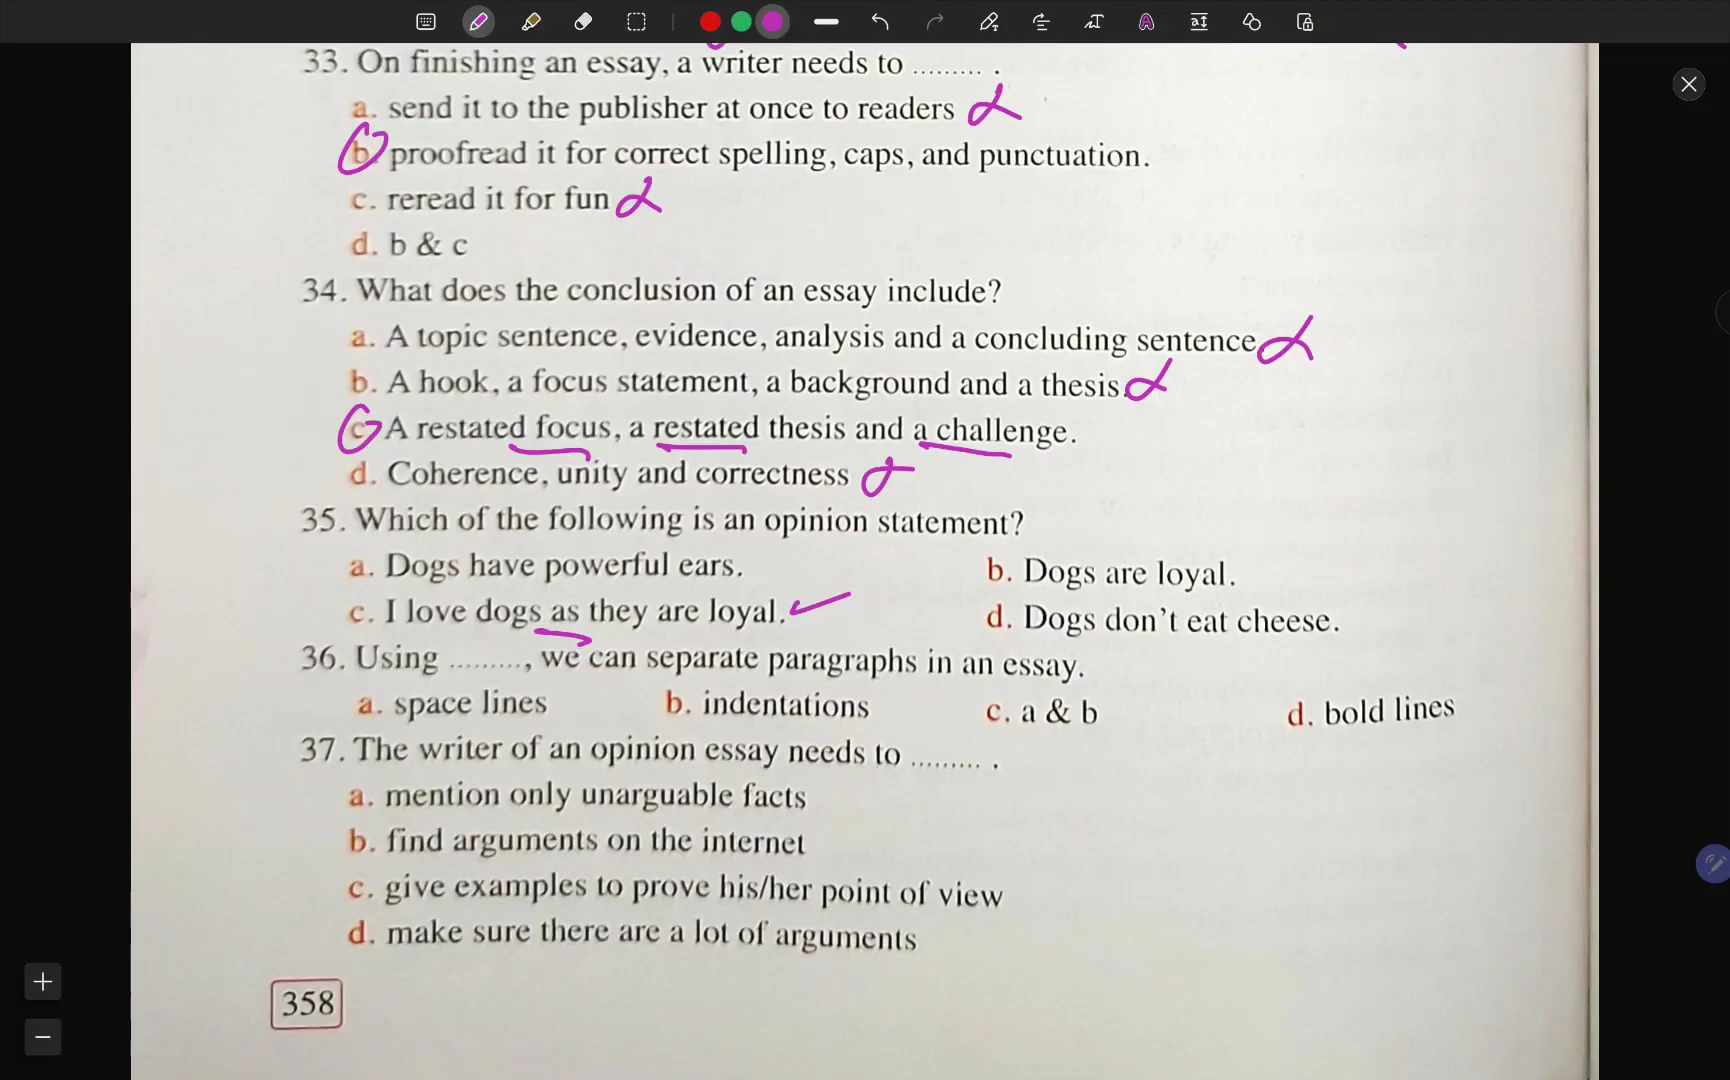 33. On finishing an essay, a writer needs to ......... .
a. send it to the publisher at once to readers
b. proofread it for correct spelling, caps, and punctuation.
c. reread it for fun
d. b & c
34. What does the conclusion of an essay include?
a. A topic sentence, evidence, analysis and a concluding sentence
b. A hook, a focus statement, a background and a thesis.
c. A restated focus, a restated thesis and a challenge.
d. Coherence, unity and correctness
35. Which of the following is an opinion statement?
a. Dogs have powerful ears. b. Dogs are loyal.
c. I love dogs as they are loyal. d. Dogs don't eat cheese.
36. Using ........., we can separate paragraphs in an essay.
a. space lines b. indentations c. a & b d. bold lines
37. The writer of an opinion essay needs to ......... .
a. mention only unarguable facts
b. find arguments on the internet
c. give examples to prove his/her point of view
d. make sure there are a lot of arguments
358